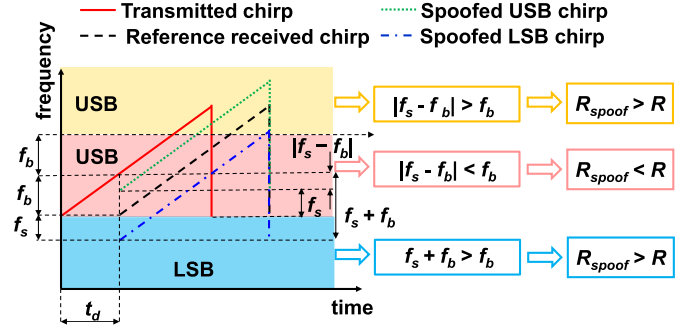 Transmitted chirp
Spoofed USB chirp
Reference received chirp
Spoofed LSB chirp
frequency
USB
|f_s - f_b| > f_b
R_spoof > R
USB
f_b
|f_s - f_b|
|f_s - f_b| < f_b
R_spoof < R
f_b
f_s
f_s
f_s + f_b
LSB
f_s + f_b > f_b
R_spoof > R
t_d
time